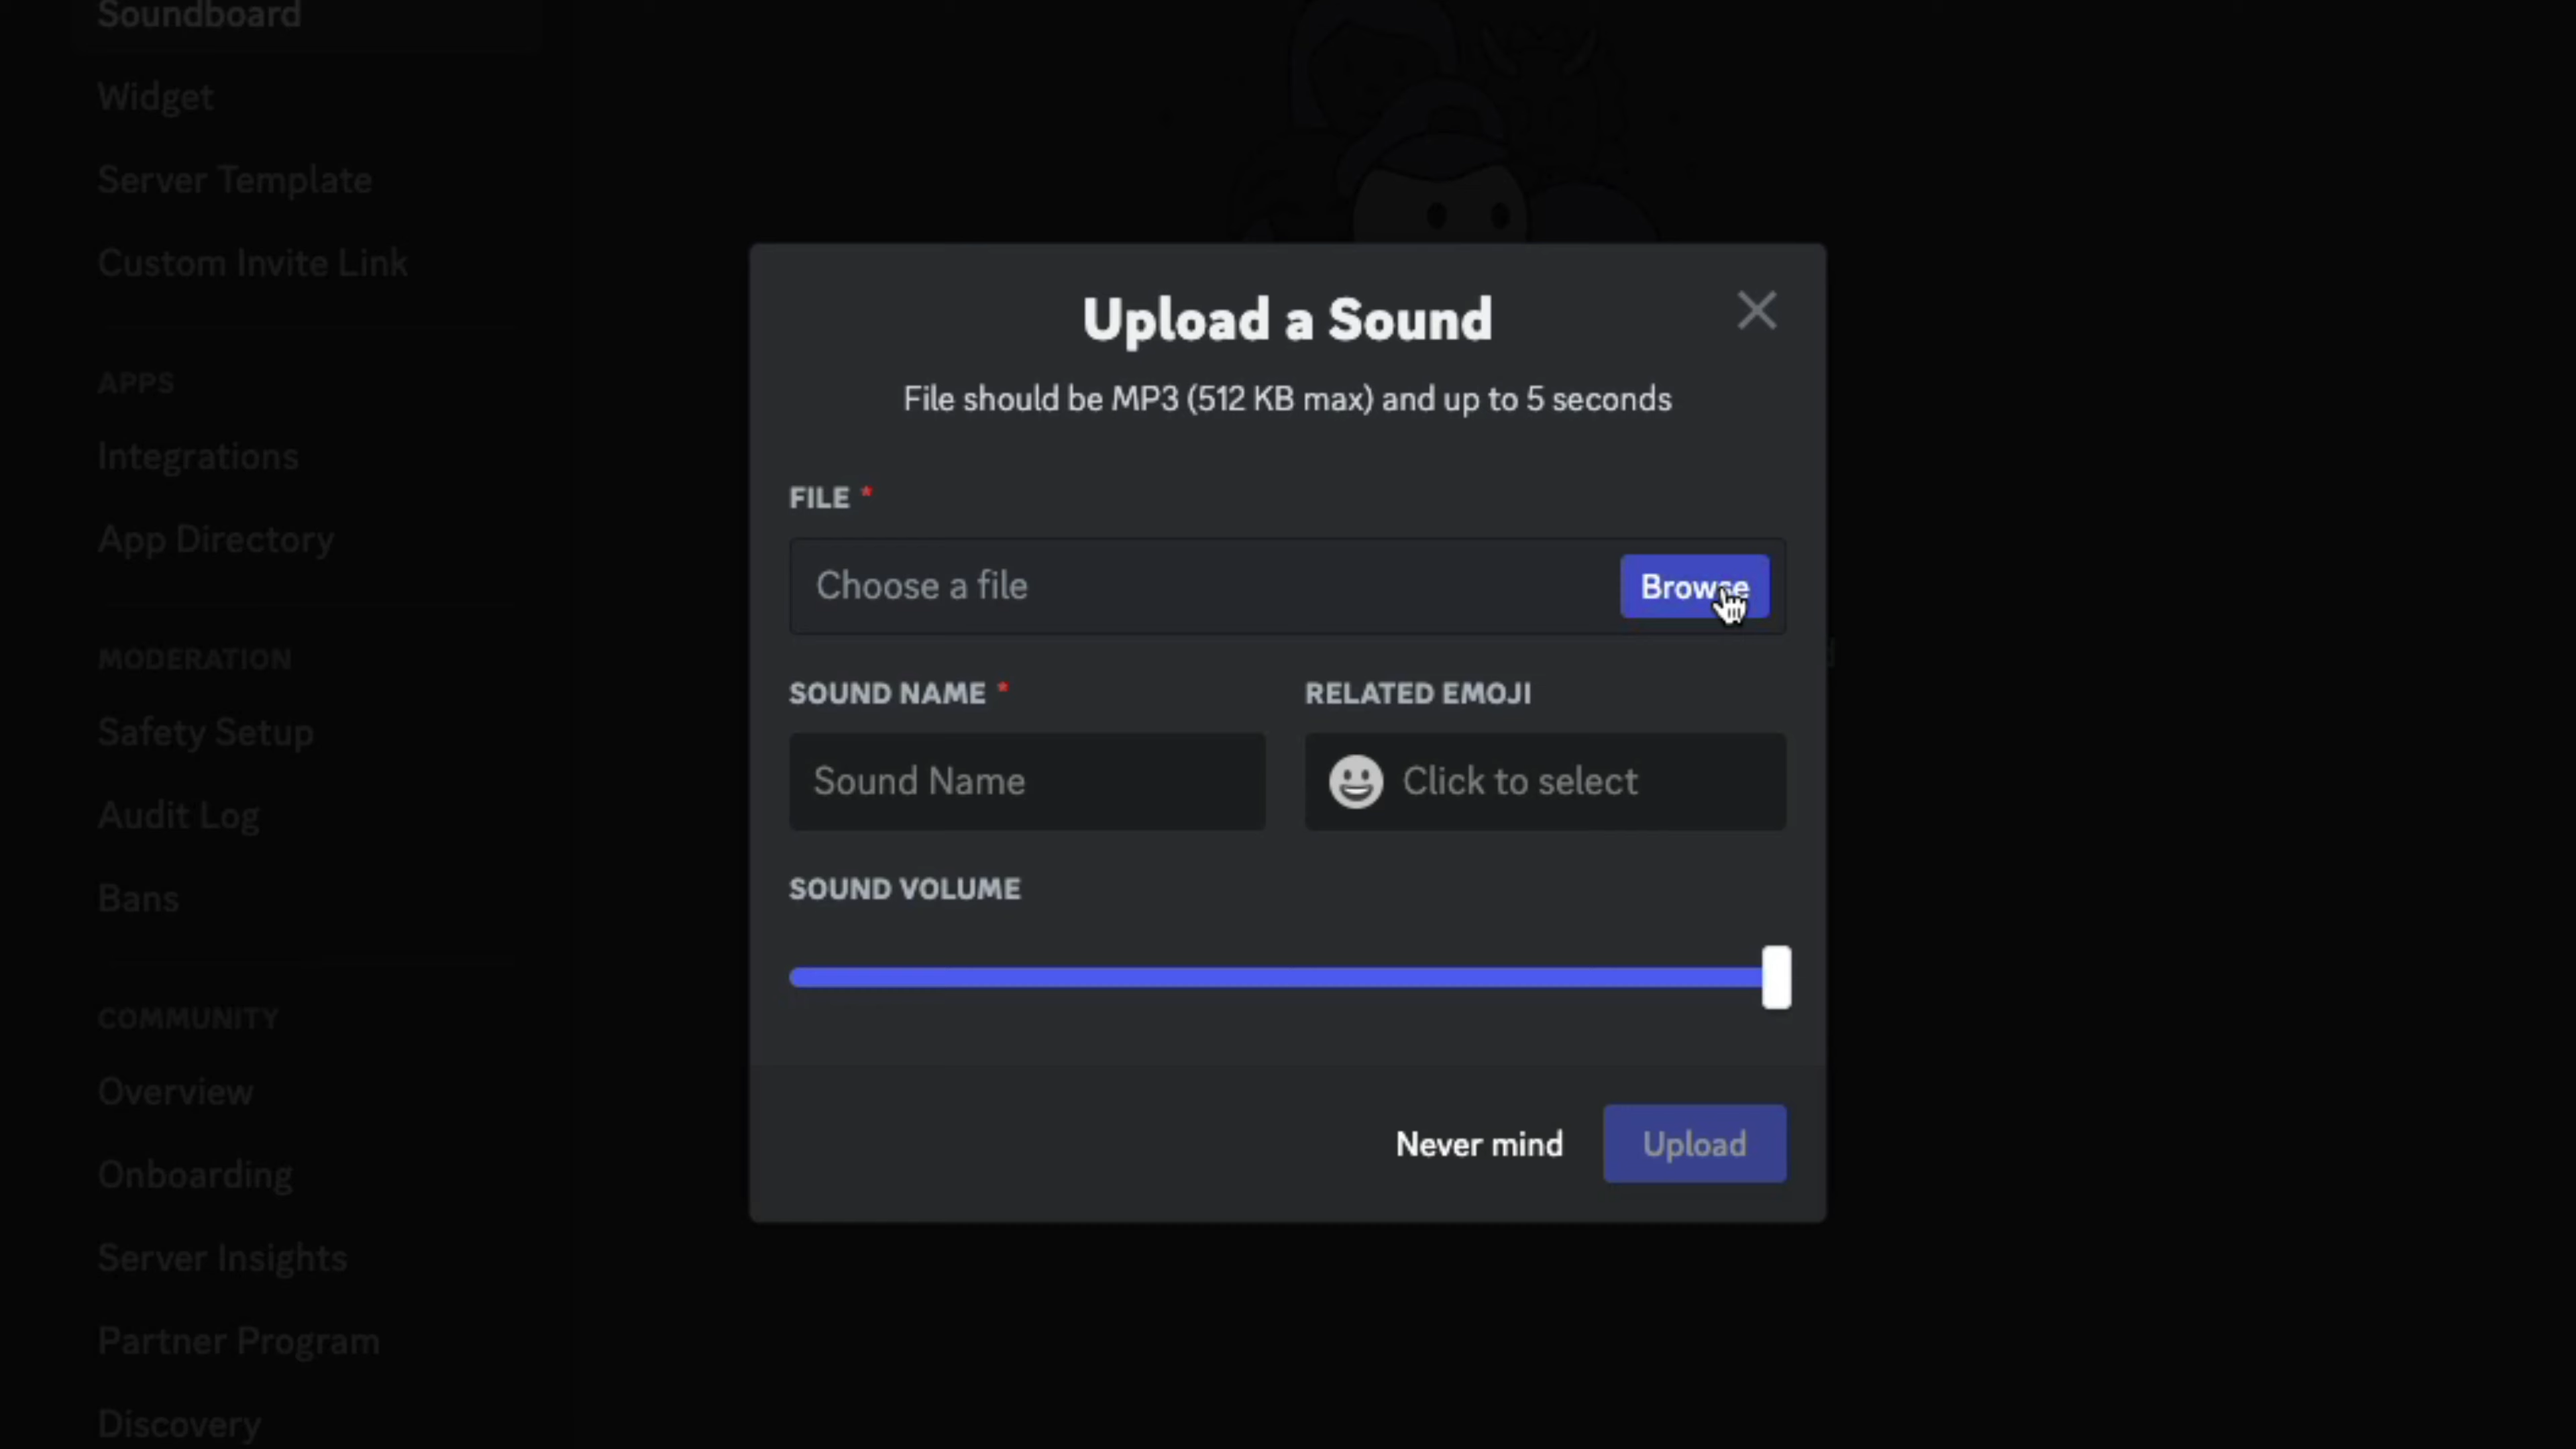 Soundboard
Widget
Server Template
Custom Invite Link
APPS
Integrations
App Directory
MODERATION
Safety Setup
Audit Log
Bans
COMMUNITY
Overview
Onboarding
Server Insights
Partner Program
Discovery
Upload a Sound
File should be MP3 (512 KB max) and up to 5 seconds
FILE *
Choose a file
Browse
SOUND NAME * RELATED EMOJI
Sound Name Click to select
SOUND VOLUME
Never mind Upload